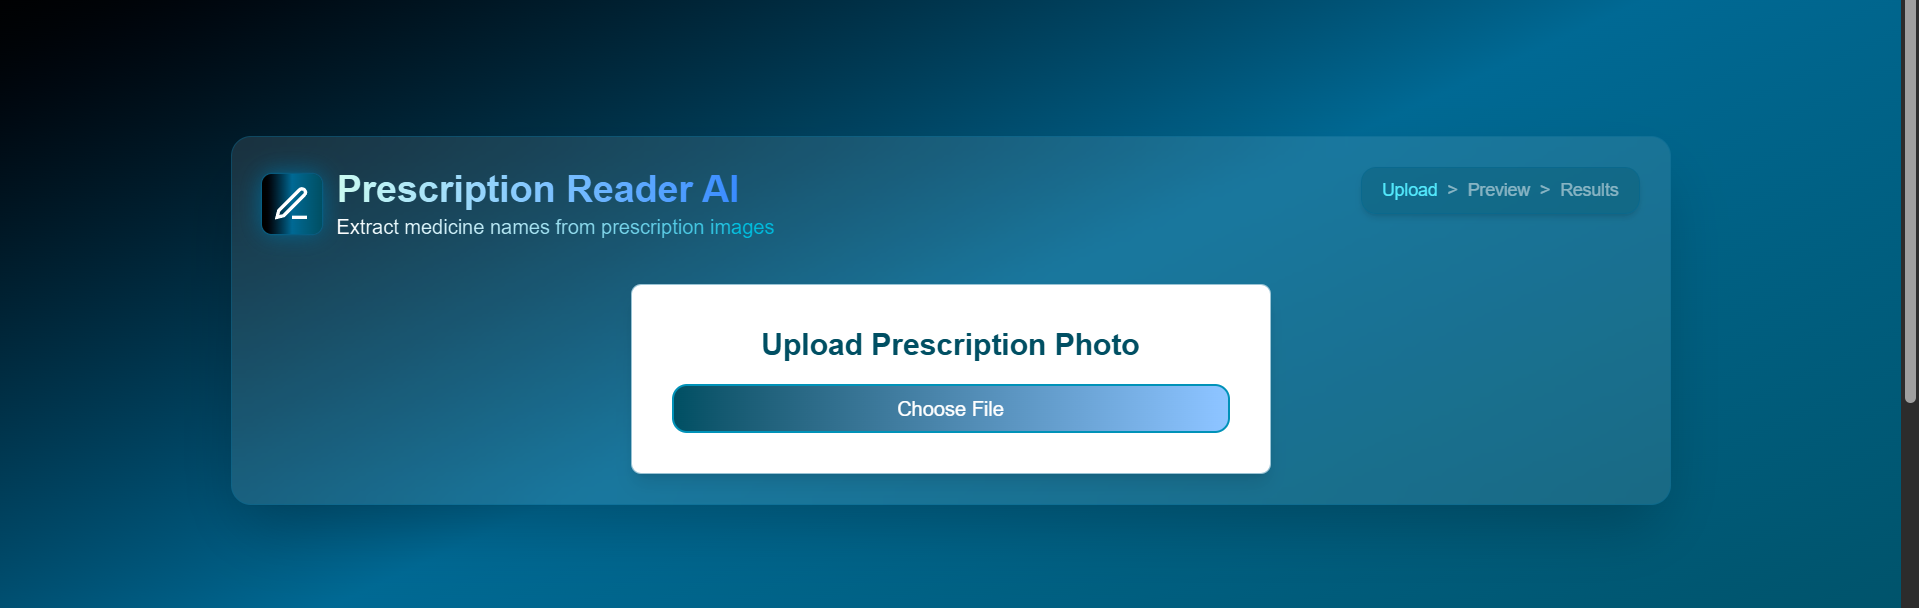 Prescription Reader AI
Extract medicine names from prescription images
Upload > Preview > Results
Upload Prescription Photo
Choose File